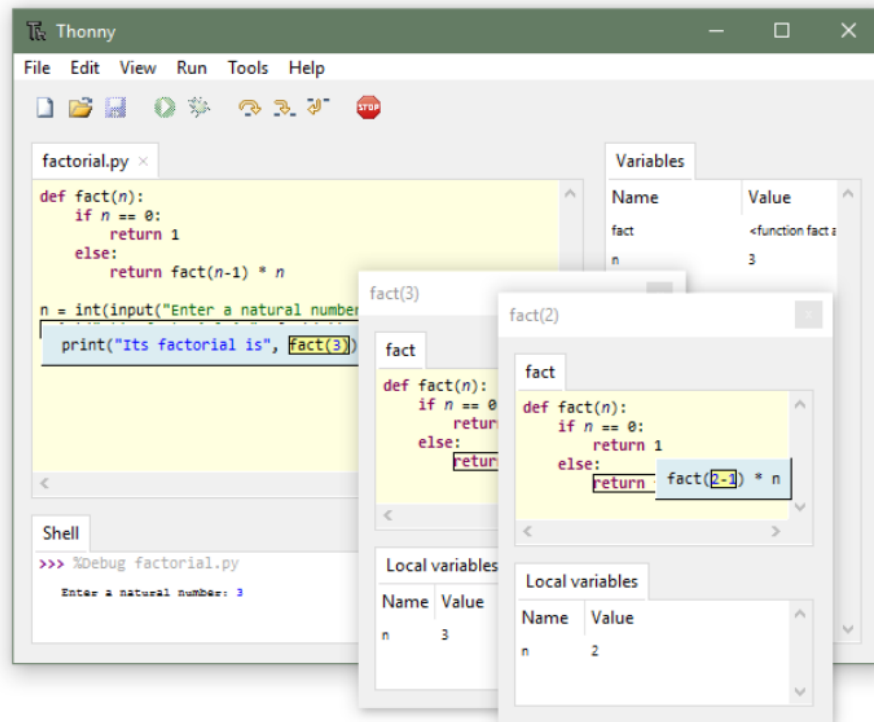 Thonny
File Edit View Run Tools Help
STOP
factorial.py
def fact(n):
if n == 0:
return 1
else:
return fact(n-1) * n
n = int(input("Enter a natural number
print("Its factorial is", fact(3))
Shell
>>> %Debug factorial.py
Enter a natural number: 3
Variables
Name Value
fact <function fact a
n 3
fact(3)
fact
def fact(n):
if n == 0
retur
else:
retur
Local variables
Name Value
n 3
fact(2)
fact
def fact(n):
if n == 0:
return 1
else:
return
fact(2-1) * n
Local variables
Name Value
n 2